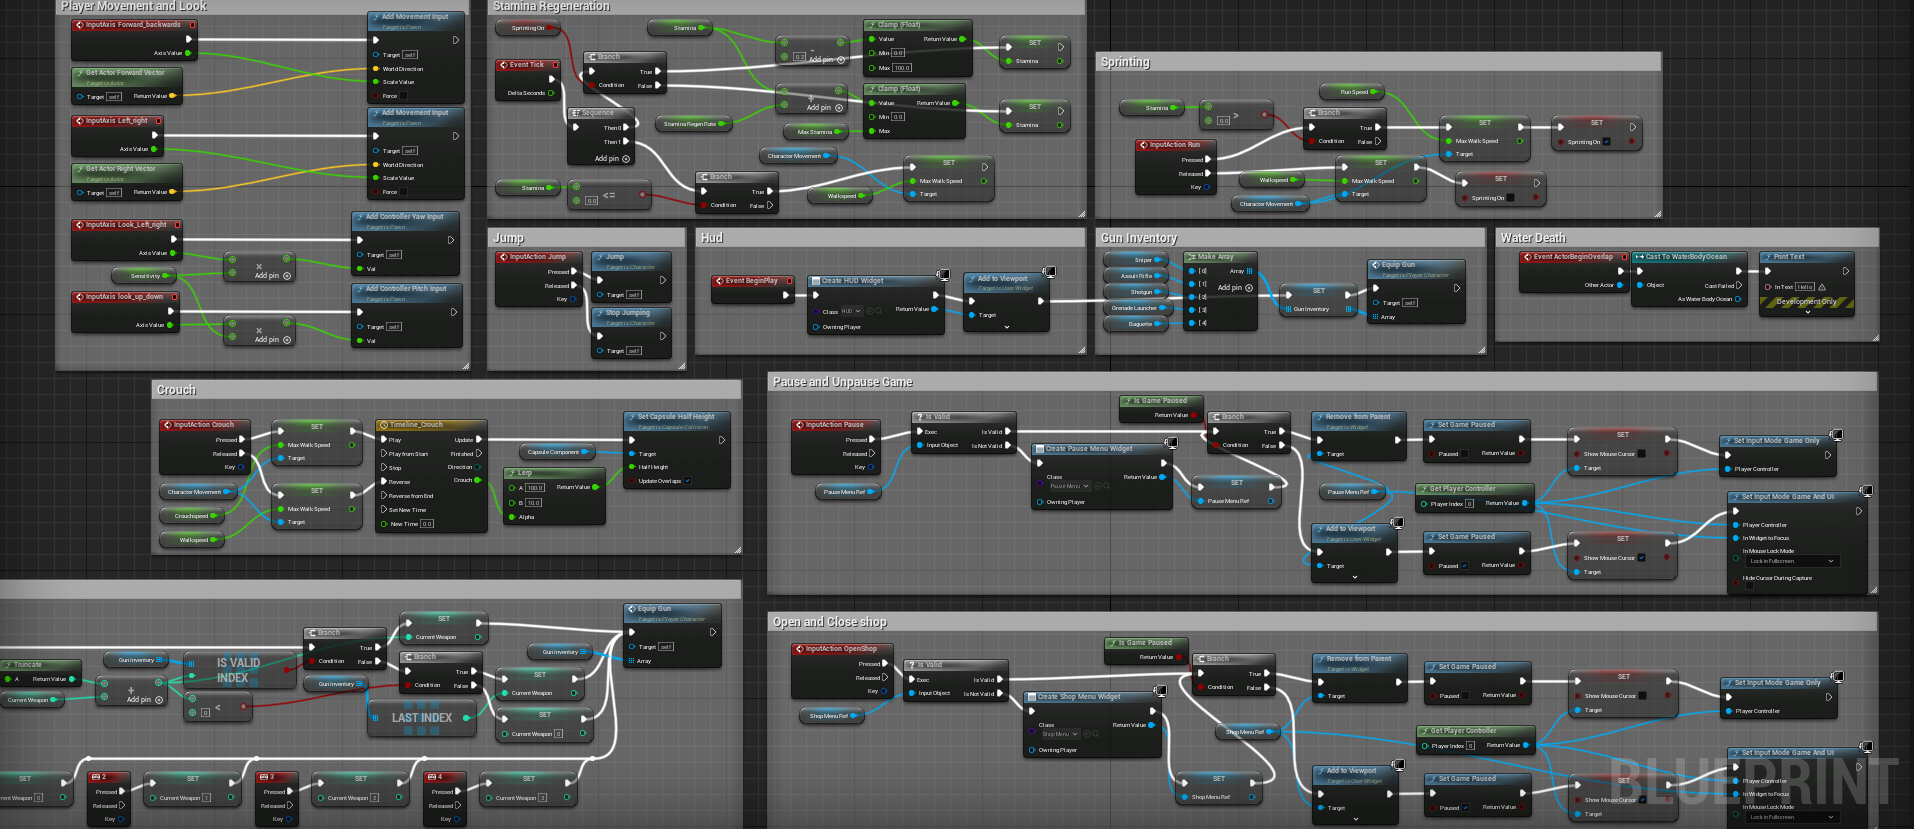 Player Movement and Look
InputAxis Forward_backwards
Axis Value
Get Actor Forward Vector
Target is Actor
Target self
Return Value
Add Movement Input
Target is Pawn
Target self
World Direction
Scale Value
Force
InputAxis Left_right
Axis Value
Get Actor Right Vector
Target is Actor
Target self
Return Value
Add Movement Input
Target is Pawn
Target self
World Direction
Scale Value
Force
InputAxis Look_Left_right
Axis Value
Sensitivity
Add pin
Add Controller Yaw Input
Target is Pawn
Target self
Val
InputAxis look_up_down
Axis Value
Add pin
Add Controller Pitch Input
Target is Pawn
Target self
Val
Stamina Regeneration
SprintingOn
Event Tick
Delta Seconds
Branch
True
Condition
False
Sequence
Then 0
Then 1
Add pin
Stamina
0.2
Add pin
Add pin
Stamina Regen Rate
Clamp (Float)
Value
Return Value
Min 0.0
Max 100.0
Clamp (Float)
Value
Return Value
Min 0.0
Max
Max Stamina
SET
Stamina
SET
Stamina
Stamina
0.0
<=
Branch
True
Condition
False
Character Movement
Walkspeed
SET
Max Walk Speed
Target
Sprinting
Stamina
0.0
>
InputAction Run
Pressed
Released
Key
Run Speed
Branch
True
Condition
False
Walkspeed
Character Movement
SET
Max Walk Speed
Target
SET
Max Walk Speed
Target
SET
SprintingOn
SET
SprintingOn
Jump
InputAction Jump
Pressed
Released
Key
Jump
Target is Character
Target self
Stop Jumping
Target is Character
Target self
Hud
Event BeginPlay
Create HUD Widget
Class HUD
Return Value
Owning Player
Add to Viewport
Target is User Widget
Target
Gun Inventory
Sniper
Assult Rifle
Shotgun
Grenade Launcher
Baguette
Make Array
[0]
Array
[1]
[2]
Add pin
[3]
[4]
SET
Gun Inventory
Equip Gun
Target is Player Character
Target self
Array
Water Death
Event ActorBeginOverlap
Other Actor
Cast To WaterBodyOcean
Object
Cast Failed
As Water Body Ocean
Print Text
In Text Hello
Development Only
Crouch
InputAction Crouch
Pressed
Released
Key
Character Movement
Crouchspeed
Walkspeed
SET
Max Walk Speed
Target
SET
Max Walk Speed
Target
Timeline_Crouch
Play
Update
Play from Start
Finished
Stop
Direction
Reverse
Crouch
Reverse from End
Set New Time
New Time 0.0
Capsule Component
Lerp
A 100.0
Return Value
B 10.0
Alpha
Set Capsule Half Height
Target is Capsule Collision
Target
Half Height
Update Overlaps
Pause and Unpause Game
InputAction Pause
Pressed
Released
Key
Pause Menu Ref
Is Valid
Exec
Is Valid
Input Object
Is Not Valid
Create Pause Menu Widget
Class
Pause Menu
Return Value
Owning Player
Is Game Paused
Return Value
SET
Pause Menu Ref
Branch
True
Condition
False
Remove from Parent
Target is Widget
Target
Pause Menu Ref
Add to Viewport
Target is User Widget
Target
Set Game Paused
Paused
Return Value
Get Player Controller
Player Index 0
Return Value
Set Game Paused
Paused
Return Value
SET
Show Mouse Cursor
Target
SET
Show Mouse Cursor
Target
Set Input Mode Game Only
Player Controller
Set Input Mode Game And UI
Player Controller
In Widget to Focus
In Mouse Lock Mode
Lock in Fullscreen
Hide Cursor During Capture
Truncate
A
Return Value
Current Weapon
Add pin
Gun Inventory
IS VALID INDEX
0
<
Branch
True
Condition
False
Gun Inventory
LAST INDEX
SET
Current Weapon
Branch
True
Condition
False
SET
Current Weapon
SET
Current Weapon 0
Gun Inventory
Equip Gun
Target is Player Character
Target self
Array
SET
rrent Weapon 0
2
Pressed
Released
Key
SET
Current Weapon 1
3
Pressed
Released
Key
SET
Current Weapon 2
4
Pressed
Released
Key
SET
Current Weapon 3
Open and Close shop
InputAction OpenShop
Pressed
Released
Key
Shop Menu Ref
Is Valid
Exec
Is Valid
Input Object
Is Not Valid
Create Shop Menu Widget
Class
Shop Menu
Return Value
Owning Player
Is Game Paused
Return Value
SET
Shop Menu Ref
Branch
True
Condition
False
Shop Menu Ref
Remove from Parent
Target is Widget
Target
Add to Viewport
Target is User Widget
Target
Set Game Paused
Paused
Return Value
Get Player Controller
Player Index 0
Return Value
Set Game Paused
Paused
Return Value
SET
Show Mouse Cursor
Target
SET
Show Mouse Cursor
Target
Set Input Mode Game Only
Player Controller
Set Input Mode Game And UI
Player Controller
In Widget to Focus
In Mouse Lock Mode
Lock in Fullscreen
BLUEPRINT